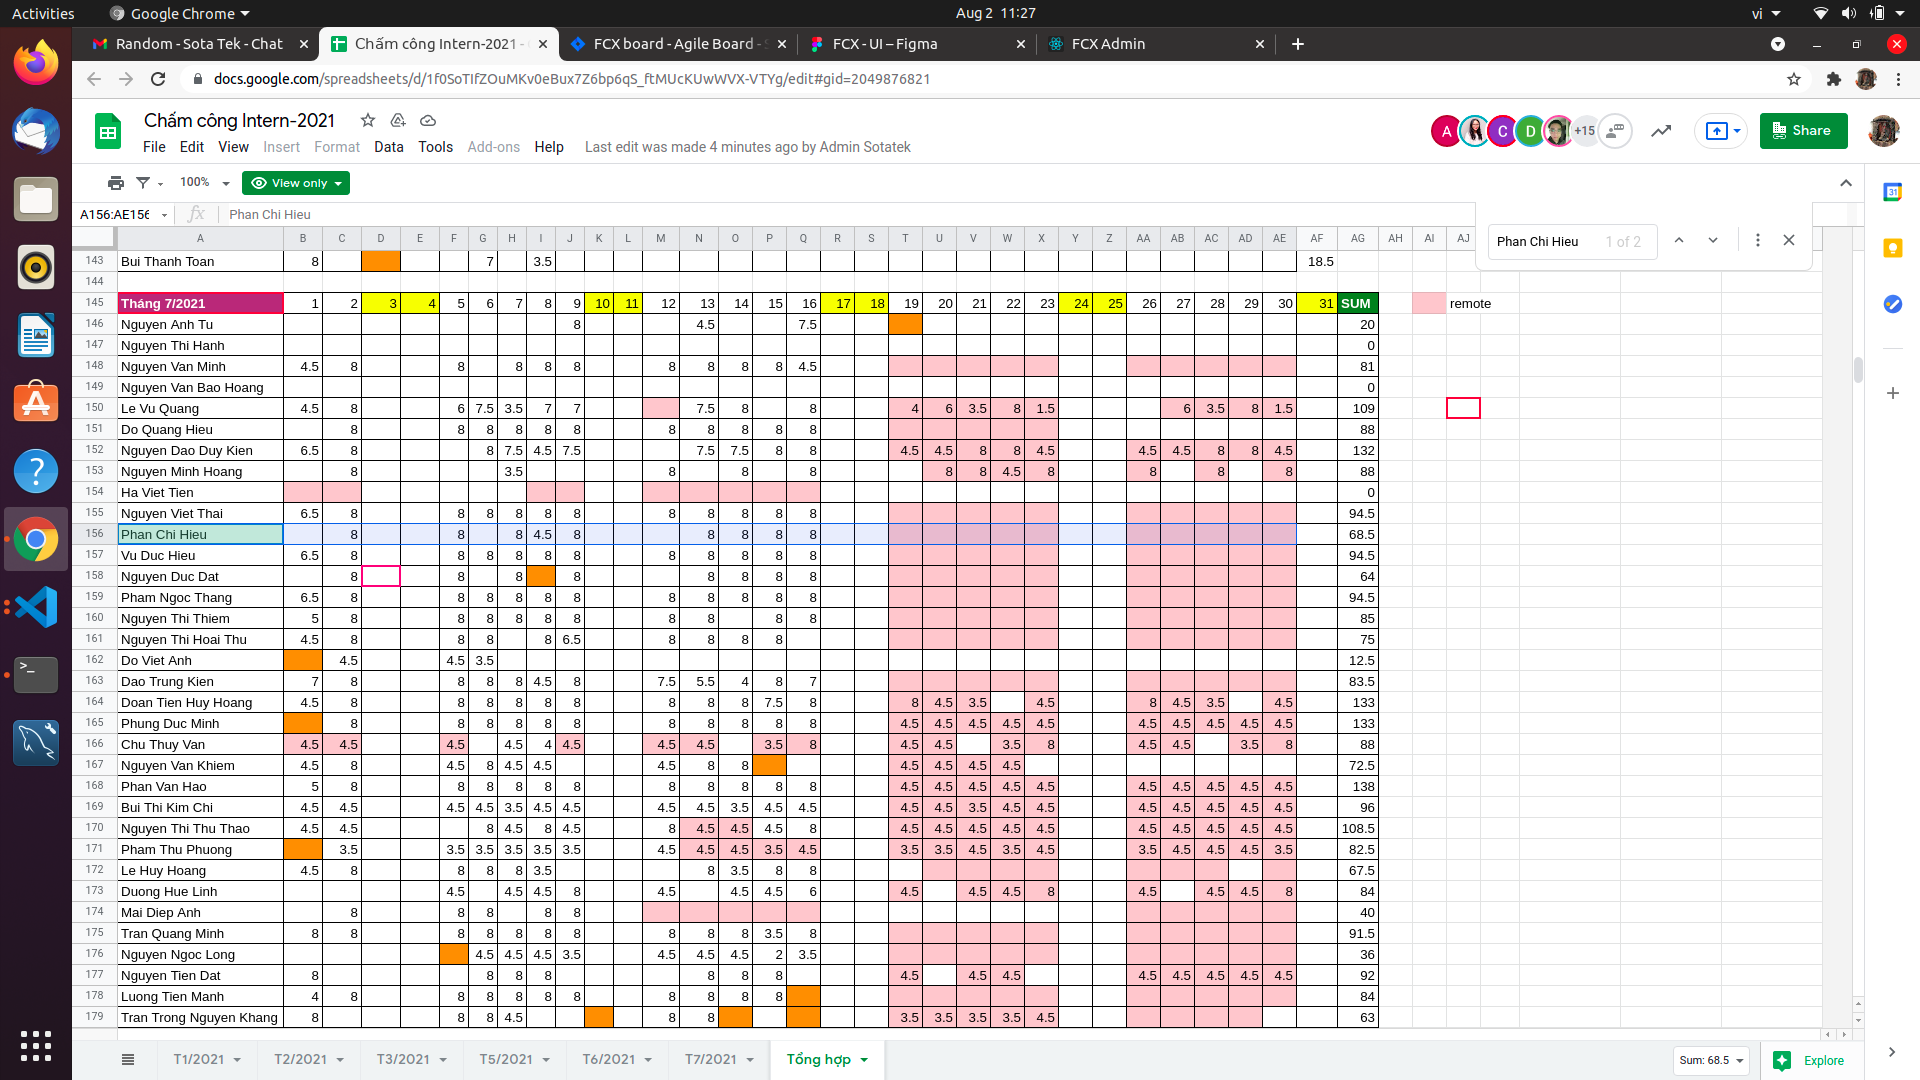 Activities Google Chrome Aug 2 11:27 vi
Random - Sota Tek - Chat Chấm công Intern-2021 - FCX board - Agile Board - FCX - UI – Figma FCX Admin
docs.google.com/spreadsheets/d/1f0SoTIfZOuMKv0eBux7Z6bp6qS_ftMUcKUwWVX-VTYg/edit#gid=2049876821
Chấm công Intern-2021
A C D +15 Share
File Edit View Insert Format Data Tools Add-ons Help Last edit was made 4 minutes ago by Admin Sotatek
100% View only
A156:AE156 fx Phan Chi Hieu
Phan Chi Hieu 1 of 2
A B C D E F G H I J K L M N O P Q R S T U V W X Y Z AA AB AC AD AE AF AG AH AI AJ
143 Bui Thanh Toan 8 7 3.5 18.5
144
145 Tháng 7/2021 1 2 3 4 5 6 7 8 9 10 11 12 13 14 15 16 17 18 19 20 21 22 23 24 25 26 27 28 29 30 31 SUM remote
146 Nguyen Anh Tu 8 4.5 7.5 20
147 Nguyen Thi Hanh 0
148 Nguyen Van Minh 4.5 8 8 8 8 8 8 8 8 8 4.5 81
149 Nguyen Van Bao Hoang 0
150 Le Vu Quang 4.5 8 6 7.5 3.5 7 7 7.5 8 8 4 6 3.5 8 1.5 6 3.5 8 1.5 109
151 Do Quang Hieu 8 8 8 8 8 8 8 8 8 8 8 88
152 Nguyen Dao Duy Kien 6.5 8 8 7.5 4.5 7.5 7.5 7.5 8 8 4.5 4.5 8 8 4.5 4.5 4.5 8 8 4.5 132
153 Nguyen Minh Hoang 8 3.5 8 8 8 8 8 4.5 8 8 8 8 88
154 Ha Viet Tien 0
155 Nguyen Viet Thai 6.5 8 8 8 8 8 8 8 8 8 8 8 94.5
156 Phan Chi Hieu 8 8 8 4.5 8 8 8 8 8 68.5
157 Vu Duc Hieu 6.5 8 8 8 8 8 8 8 8 8 8 8 94.5
158 Nguyen Duc Dat 8 8 8 8 8 8 8 8 64
159 Pham Ngoc Thang 6.5 8 8 8 8 8 8 8 8 8 8 8 94.5
160 Nguyen Thi Thiem 5 8 8 8 8 8 8 8 8 8 8 85
161 Nguyen Thi Hoai Thu 4.5 8 8 8 8 6.5 8 8 8 8 75
162 Do Viet Anh 4.5 4.5 3.5 12.5
163 Dao Trung Kien 7 8 8 8 8 4.5 8 7.5 5.5 4 8 7 83.5
164 Doan Tien Huy Hoang 4.5 8 8 8 8 8 8 8 8 8 7.5 8 8 4.5 3.5 4.5 8 4.5 3.5 4.5 133
165 Phung Duc Minh 8 8 8 8 8 8 8 8 8 8 8 4.5 4.5 4.5 4.5 4.5 4.5 4.5 4.5 4.5 4.5 133
166 Chu Thuy Van 4.5 4.5 4.5 4.5 4 4.5 4.5 4.5 3.5 8 4.5 4.5 3.5 8 4.5 4.5 3.5 8 88
167 Nguyen Van Khiem 4.5 8 4.5 8 4.5 4.5 4.5 8 8 4.5 4.5 4.5 4.5 72.5
168 Phan Van Hao 5 8 8 8 8 8 8 8 8 8 8 8 4.5 4.5 4.5 4.5 4.5 4.5 4.5 4.5 4.5 4.5 138
169 Bui Thi Kim Chi 4.5 4.5 4.5 4.5 3.5 4.5 4.5 4.5 4.5 3.5 4.5 4.5 4.5 4.5 3.5 4.5 4.5 4.5 4.5 4.5 4.5 4.5 96
170 Nguyen Thi Thu Thao 4.5 4.5 8 4.5 8 4.5 8 4.5 4.5 4.5 8 4.5 4.5 4.5 4.5 4.5 4.5 4.5 4.5 4.5 4.5 108.5
171 Pham Thu Phuong 3.5 3.5 3.5 3.5 3.5 3.5 4.5 4.5 4.5 3.5 4.5 3.5 3.5 4.5 3.5 4.5 3.5 4.5 4.5 4.5 3.5 82.5
172 Le Huy Hoang 4.5 8 8 8 8 3.5 8 3.5 8 8 67.5
173 Duong Hue Linh 4.5 4.5 4.5 8 4.5 4.5 4.5 6 4.5 4.5 4.5 8 4.5 4.5 4.5 8 84
174 Mai Diep Anh 8 8 8 8 8 40
175 Tran Quang Minh 8 8 8 8 8 8 8 8 8 8 3.5 8 91.5
176 Nguyen Ngoc Long 4.5 4.5 4.5 3.5 4.5 4.5 4.5 2 3.5 36
177 Nguyen Tien Dat 8 8 8 8 8 8 8 4.5 4.5 4.5 4.5 4.5 4.5 4.5 4.5 92
178 Luong Tien Manh 4 8 8 8 8 8 8 8 8 8 8 84
179 Tran Trong Nguyen Khang 8 8 8 4.5 8 8 3.5 3.5 3.5 3.5 4.5 63
T1/2021 T2/2021 T3/2021 T5/2021 T6/2021 T7/2021 Tổng hợp Sum: 68.5 Explore